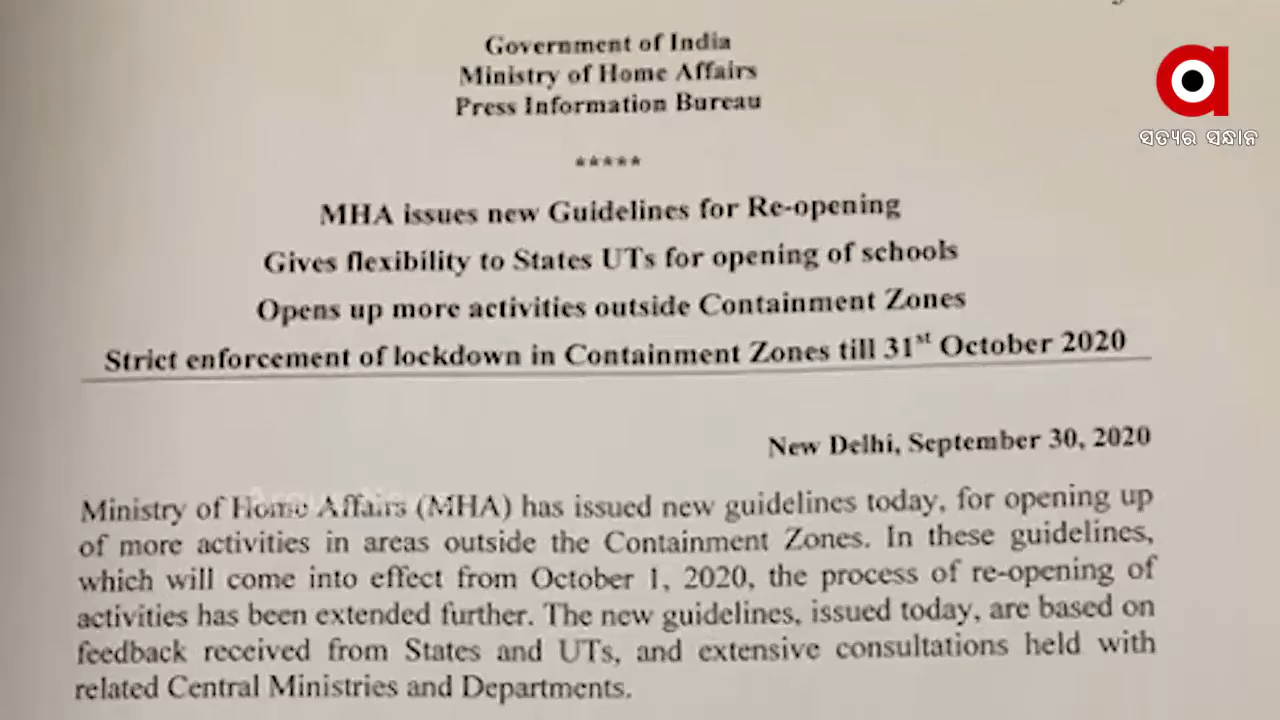 Government of India
Ministry of Home Affairs
Press Information Bureau
*****
MHA issues new Guidelines for Re-opening
Gives flexibility to States UTs for opening of schools
Opens up more activities outside Containment Zones
Strict enforcement of lockdown in Containment Zones till 31st October 2020
New Delhi, September 30, 2020
Ministry of Home Affairs (MHA) has issued new guidelines today, for opening up
of more activities in areas outside the Containment Zones. In these guidelines,
which will come into effect from October 1, 2020, the process of re-opening of
activities has been extended further. The new guidelines, issued today, are based on
feedback received from States and UTs, and extensive consultations held with
related Central Ministries and Departments.
ସତ୍ୟର ସନ୍ଧାନ